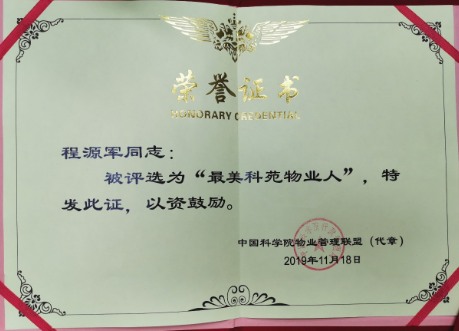 荣誉证书
HONORARY CREDENTIAL
程源军同志：
被评选为“最美科苑物业人”，特
发此证，以资鼓励。
中国科学院物业管理联盟（代章）
2019年11月18日